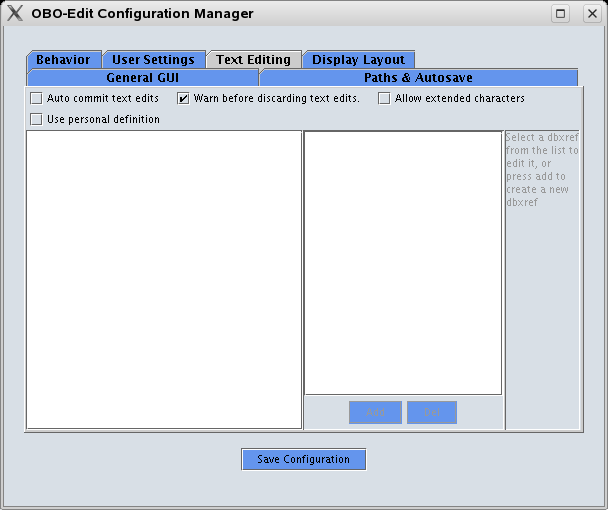 OBO-Edit Configuration Manager
Behavior User Settings Text Editing Display Layout
General GUI Paths & Autosave
Auto commit text edits Warn before discarding text edits. Allow extended characters
Use personal definition
Select a dbxref
from the list to
edit it, or
press add to
create a new
dbxref
Add Del
Save Configuration